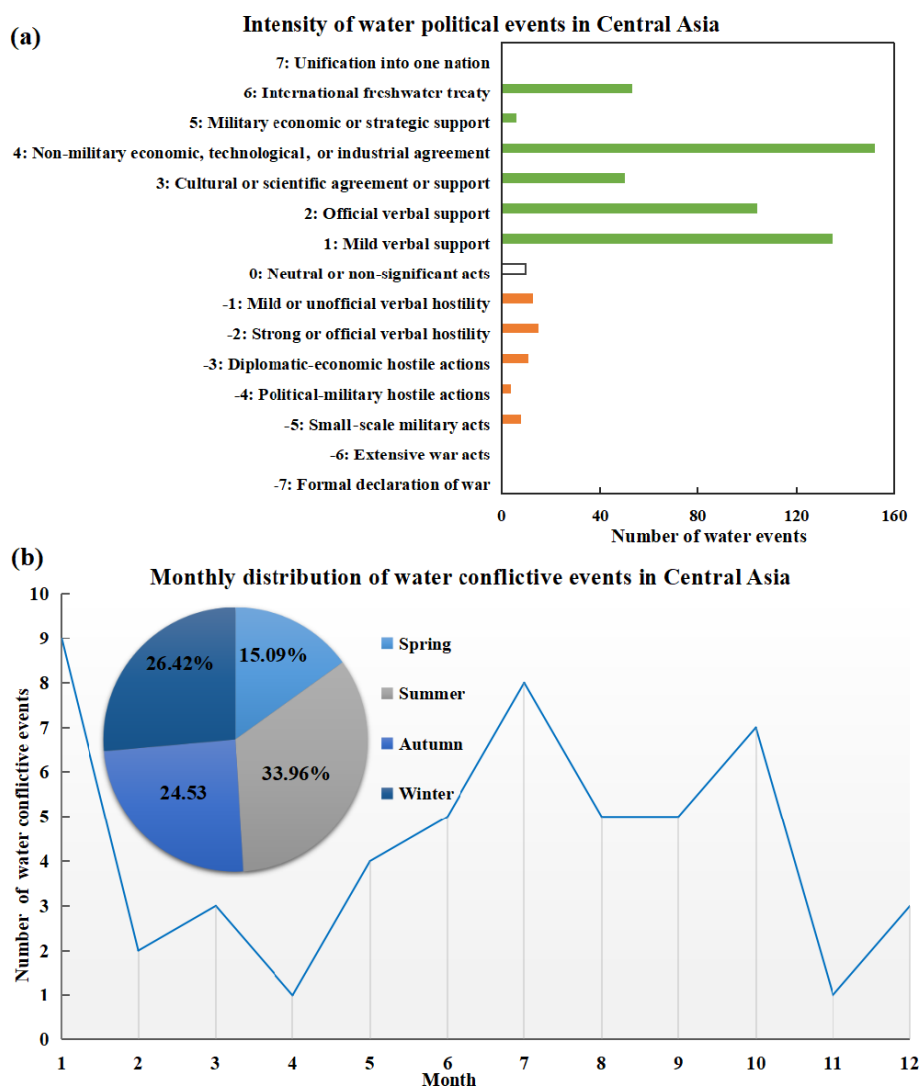 (a)
Intensity of water political events in Central Asia
7: Unification into one nation
6: International freshwater treaty
5: Military economic or strategic support
4: Non-military economic, technological, or industrial agreement
3: Cultural or scientific agreement or support
2: Official verbal support
1: Mild verbal support
0: Neutral or non-significant acts
-1: Mild or unofficial verbal hostility
-2: Strong or official verbal hostility
-3: Diplomatic-economic hostile actions
-4: Political-military hostile actions
-5: Small-scale military acts
-6: Extensive war acts
-7: Formal declaration of war
0 40 80 120 160
Number of water events
(b)
Monthly distribution of water conflictive events in Central Asia
Number of water conflictive events
10
9
8
7
6
5
4
3
2
1
0
26.42%
15.09%
24.53
33.96%
Spring
Summer
Autumn
Winter
1 2 3 4 5 6 7 8 9 10 11 12
Month